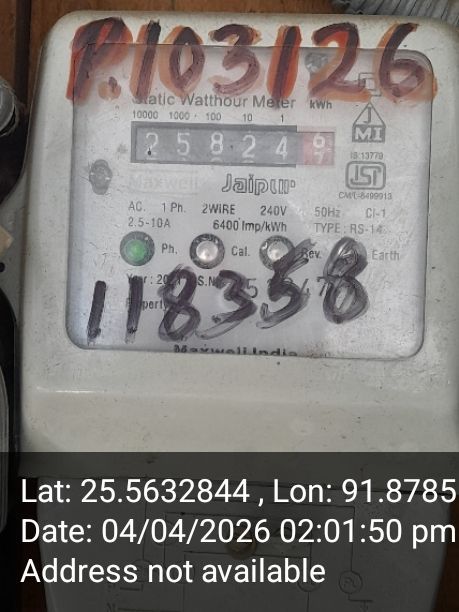 P.103126
Static Watthour Meter kWh
10000 1000 100 10 1
2 5 8 2 4 6
7
JMI
IS:13779
Maxwell Jaipur
ISI
CM/L-8499913
AC. 1 Ph. 2WIRE 240V 50Hz Cl-1
2.5-10A 6400 Imp/kWh TYPE : RS-14
Ph. Cal. Rev. Earth
S.N
118358
Property
Maxwell India
Lat: 25.5632844 , Lon: 91.8785
Date: 04/04/2026 02:01:50 pm
Address not available